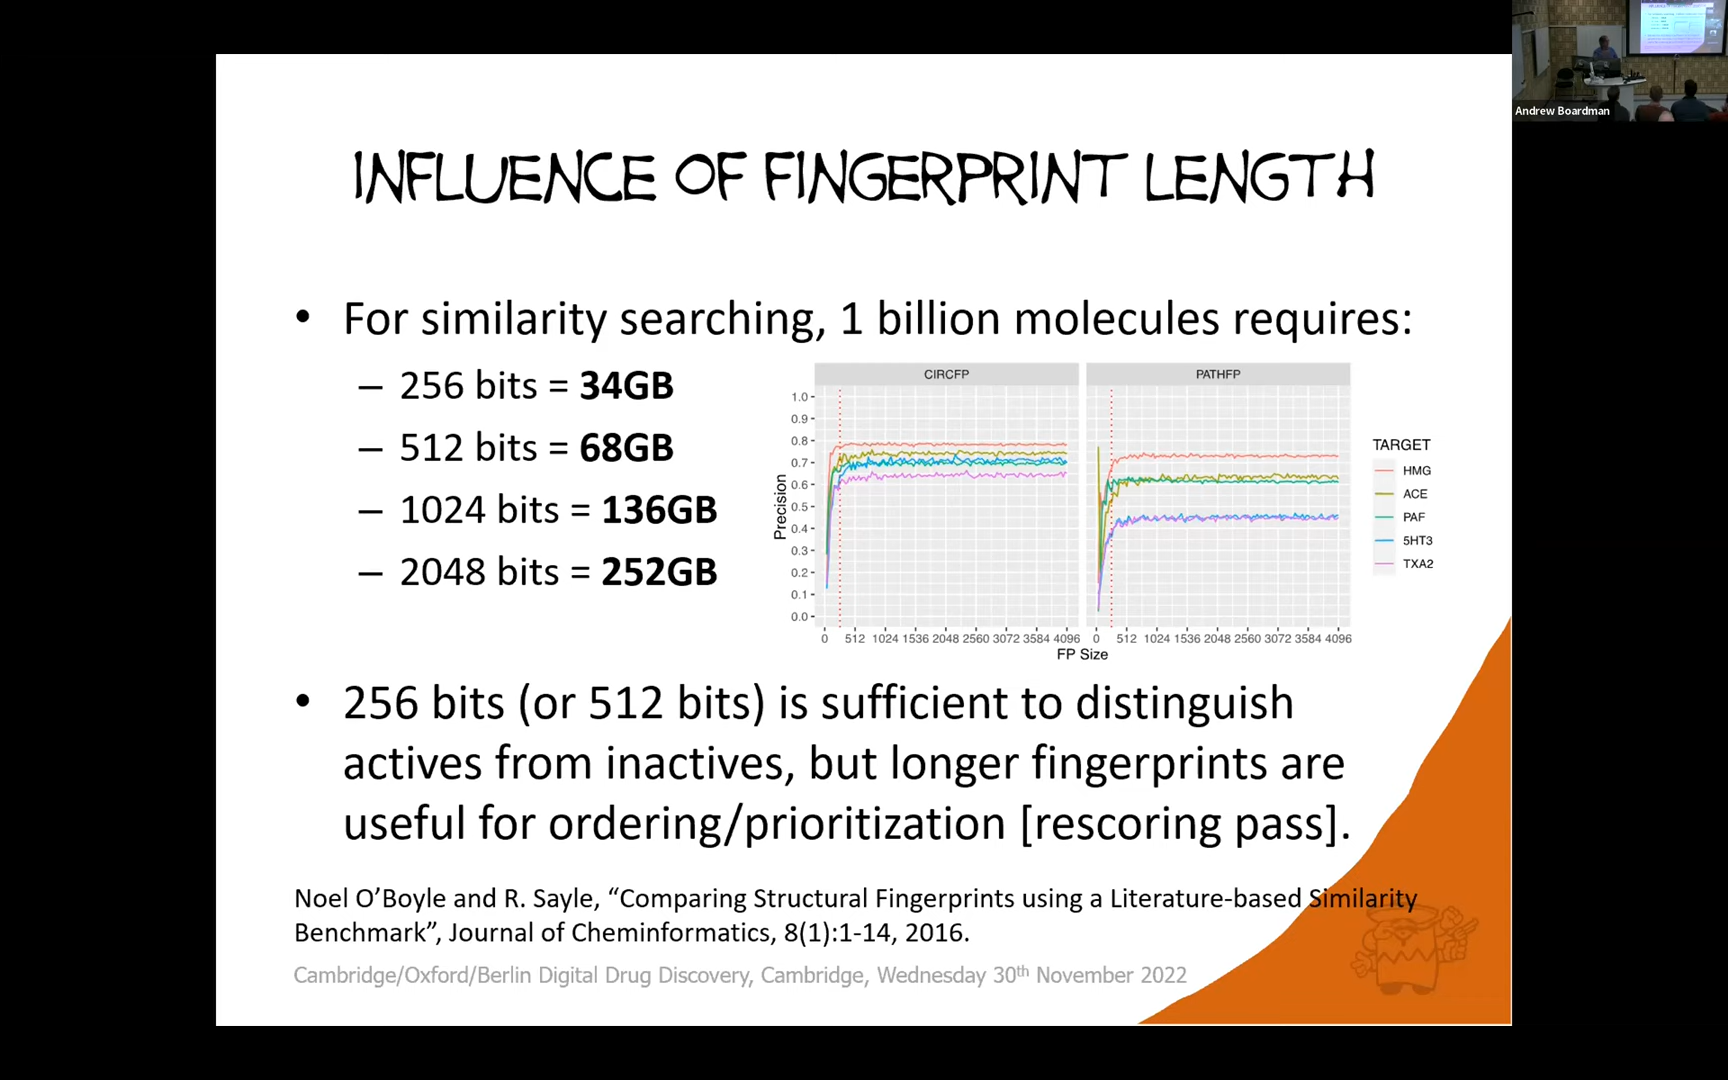 Andrew Boardman
INFLUENCE OF FINGERPRINT LENGTH
• For similarity searching, 1 billion molecules requires:
– 256 bits = 34GB
– 512 bits = 68GB
– 1024 bits = 136GB
– 2048 bits = 252GB
CIRCFP PATHFP
Precision
1.0
0.9
0.8
0.7
0.6
0.5
0.4
0.3
0.2
0.1
0.0
0 512 1024 1536 2048 2560 3072 3584 4096 0 512 1024 1536 2048 2560 3072 3584 4096
FP Size
TARGET
HMG
ACE
PAF
5HT3
TXA2
• 256 bits (or 512 bits) is sufficient to distinguish
actives from inactives, but longer fingerprints are
useful for ordering/prioritization [rescoring pass].
Noel O’Boyle and R. Sayle, “Comparing Structural Fingerprints using a Literature-based Similarity
Benchmark”, Journal of Cheminformatics, 8(1):1-14, 2016.
Cambridge/Oxford/Berlin Digital Drug Discovery, Cambridge, Wednesday 30th November 2022